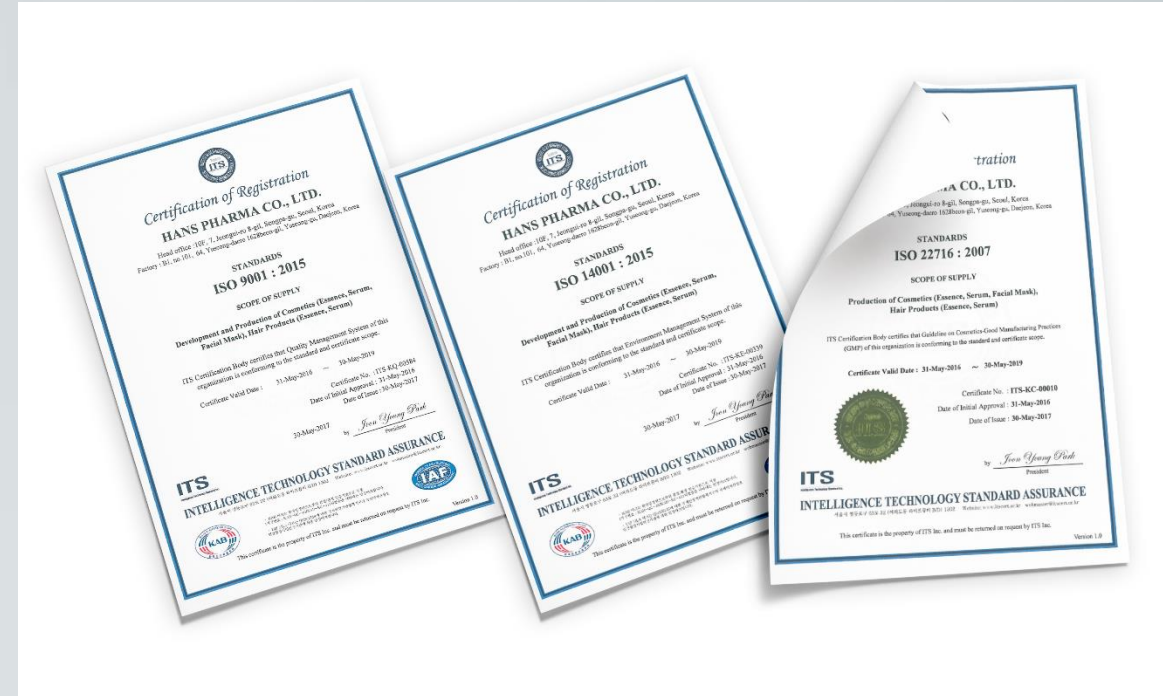 ITS
Certification of Registration
HANS PHARMA CO., LTD.
Head office :10F, 7, Jeongui-ro 8-gil, Songpa-gu, Seoul, Korea
Factory : B1, no.101, 64, Yuseong-daero 1628beon-gil, Yuseong-gu, Daejeon, Korea
STANDARDS
ISO 9001 : 2015
SCOPE OF SUPPLY
Development and Production of Cosmetics (Essence, Serum,
Facial Mask), Hair Products (Essence, Serum)
ITS Certification Body certifies that Quality Management System of this
organization is conforming to the standard and certificate scope.
Certificate Valid Date : 31-May-2016 ~ 30-May-2019
Certificate No. : ITS-KQ-00384
Date of Initial Approval : 31-May-2016
Date of Issue : 30-May-2017
30-May-2017 by Joon Young Park
President
ITS
INTELLIGENCE TECHNOLOGY STANDARD ASSURANCE
KAB
IAF
This certificate is the property of ITS Inc. and must be returned on request by ITS Inc.
Version 1.0
ITS
Certification of Registration
HANS PHARMA CO., LTD.
Head office :10F, 7, Jeongui-ro 8-gil, Songpa-gu, Seoul, Korea
Factory : B1, no.101, 64, Yuseong-daero 1628beon-gil, Yuseong-gu, Daejeon, Korea
STANDARDS
ISO 14001 : 2015
SCOPE OF SUPPLY
Development and Production of Cosmetics (Essence, Serum,
Facial Mask), Hair Products (Essence, Serum)
ITS Certification Body certifies that Environment Management System of this
organization is conforming to the standard and certificate scope.
Certificate Valid Date : 31-May-2016 ~ 30-May-2019
Certificate No. : ITS-KE-00339
Date of Initial Approval : 31-May-2016
Date of Issue : 30-May-2017
30-May-2017 by Joon Young Park
President
ITS
INTELLIGENCE TECHNOLOGY STANDARD ASSUR
KAB
This certificate is the property of ITS Inc. and must be returned on request by
tration
A CO., LTD.
8-gil, Songpa-gu, Seoul, Korea
Yuseong-daero 1628beon-gil, Yuseong-gu, Daejeon, Korea
STANDARDS
ISO 22716 : 2007
SCOPE OF SUPPLY
Production of Cosmetics (Essence, Serum, Facial Mask),
Hair Products (Essence, Serum)
ITS Certification Body certifies that Guideline on Cosmetics-Good Manufacturing Practices
(GMP) of this organization is conforming to the standard and certificate scope.
Certificate Valid Date : 31-May-2016 ~ 30-May-2019
Certificate No. : ITS-KC-00010
Date of Initial Approval : 31-May-2016
Date of Issue : 30-May-2017
by Joon Young Park
President
ITS
INTELLIGENCE TECHNOLOGY STANDARD ASSURANCE
This certificate is the property of ITS Inc. and must be returned on request by ITS Inc.
Version 1.0